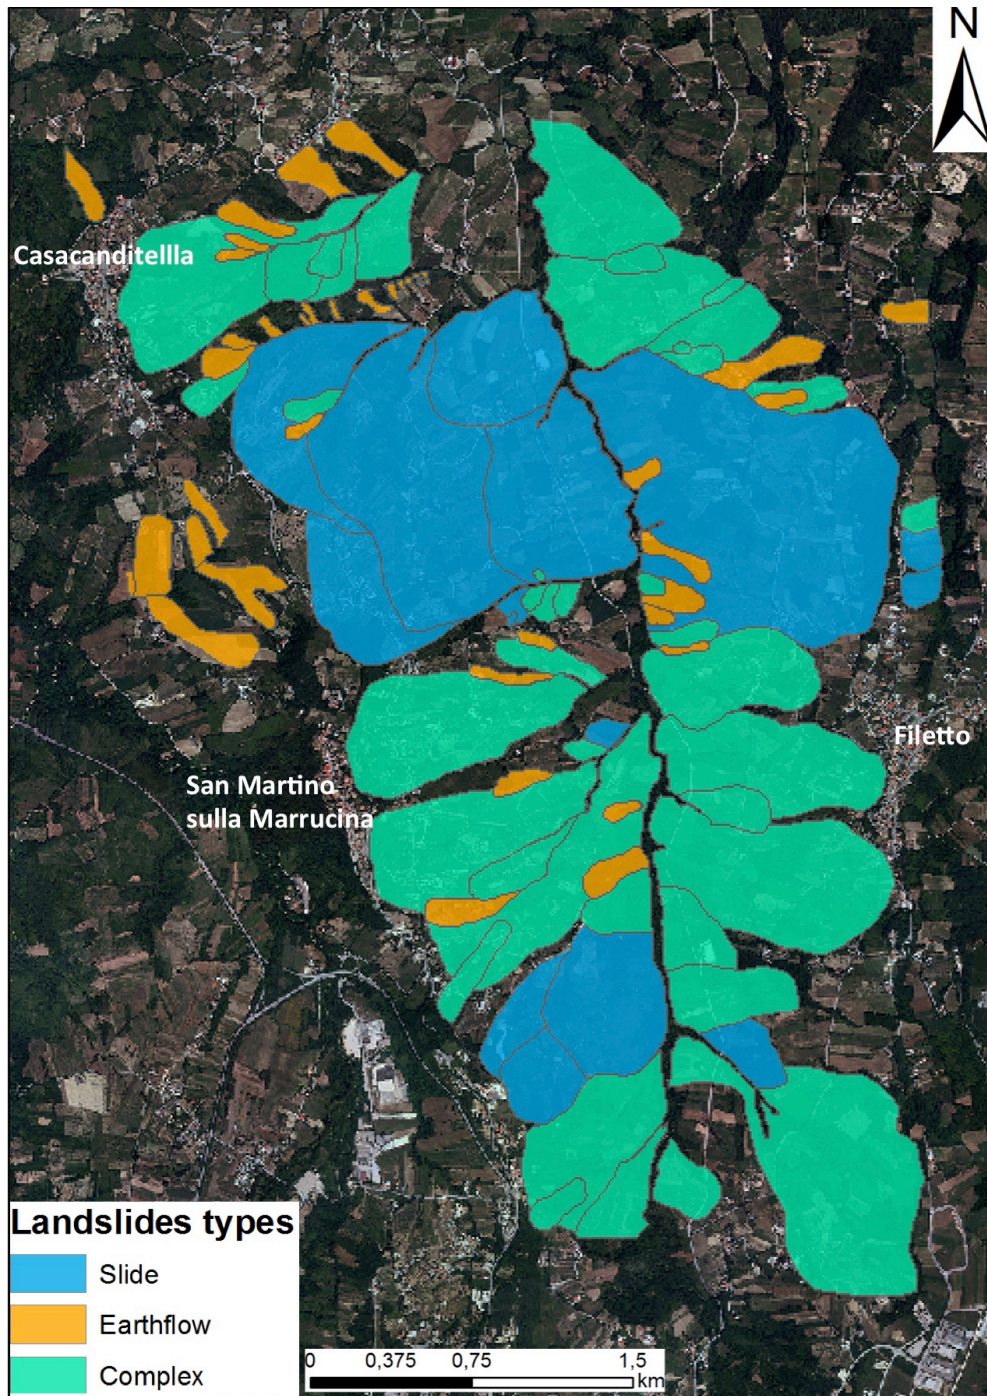 N
Casacanditellla
Filetto
San Martino
sulla Marrucina
Landslides types
Slide
Earthflow
Complex
0 0,375 0,75 1,5
km